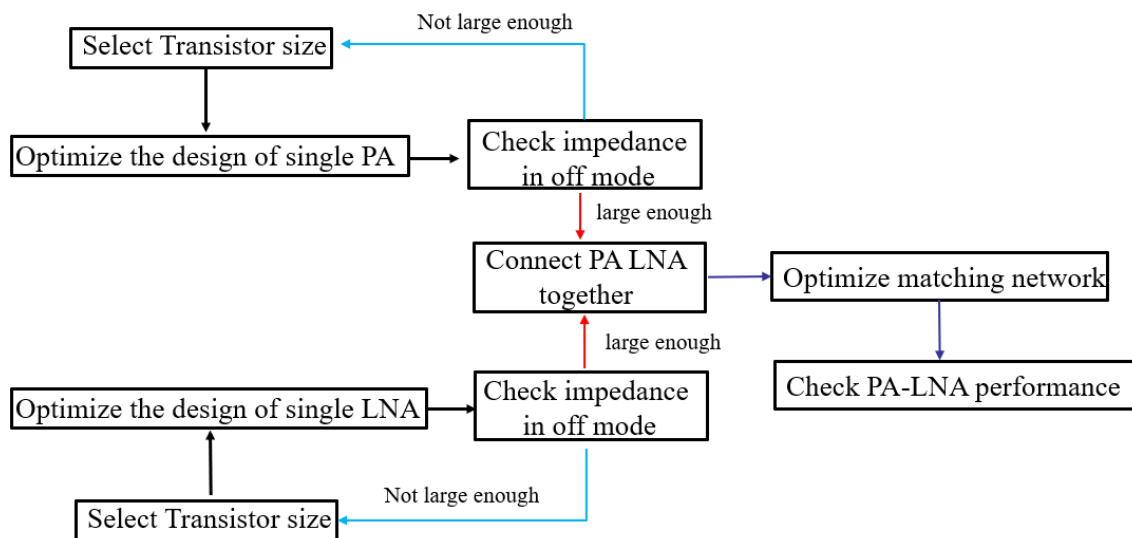 Not large enough
Select Transistor size
Optimize the design of single PA
Check impedance
in off mode
large enough
Connect PA LNA
together
Optimize matching network
large enough
Check PA-LNA performance
Optimize the design of single LNA
Check impedance
in off mode
Not large enough
Select Transistor size